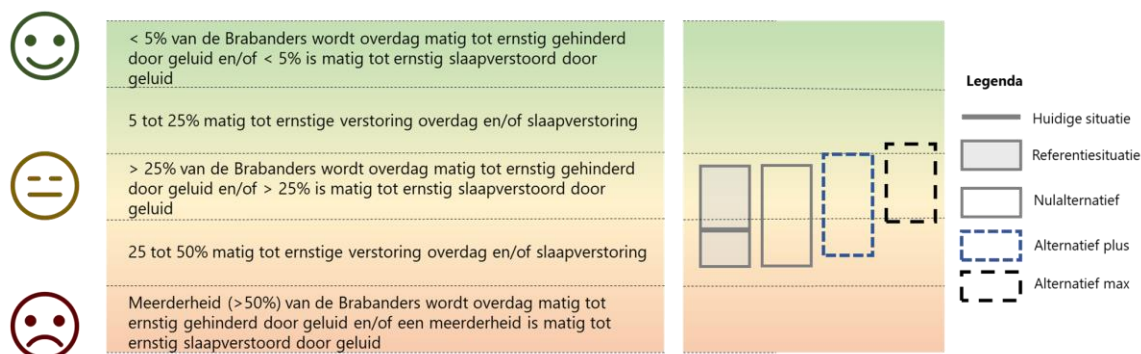 < 5% van de Brabanders wordt overdag matig tot ernstig gehinderd
door geluid en/of < 5% is matig tot ernstig slaapverstoord door
geluid
5 tot 25% matig tot ernstige verstoring overdag en/of slaapverstoring
> 25% van de Brabanders wordt overdag matig tot ernstig gehinderd
door geluid en/of > 25% is matig tot ernstig slaapverstoord door
geluid
25 tot 50% matig tot ernstige verstoring overdag en/of slaapverstoring
Meerderheid (>50%) van de Brabanders wordt overdag matig tot
ernstig gehinderd door geluid en/of een meerderheid is matig tot
ernstig slaapverstoord door geluid
Legenda
Huidige situatie
Referentiesituatie
Nulalternatief
Alternatief plus
Alternatief max